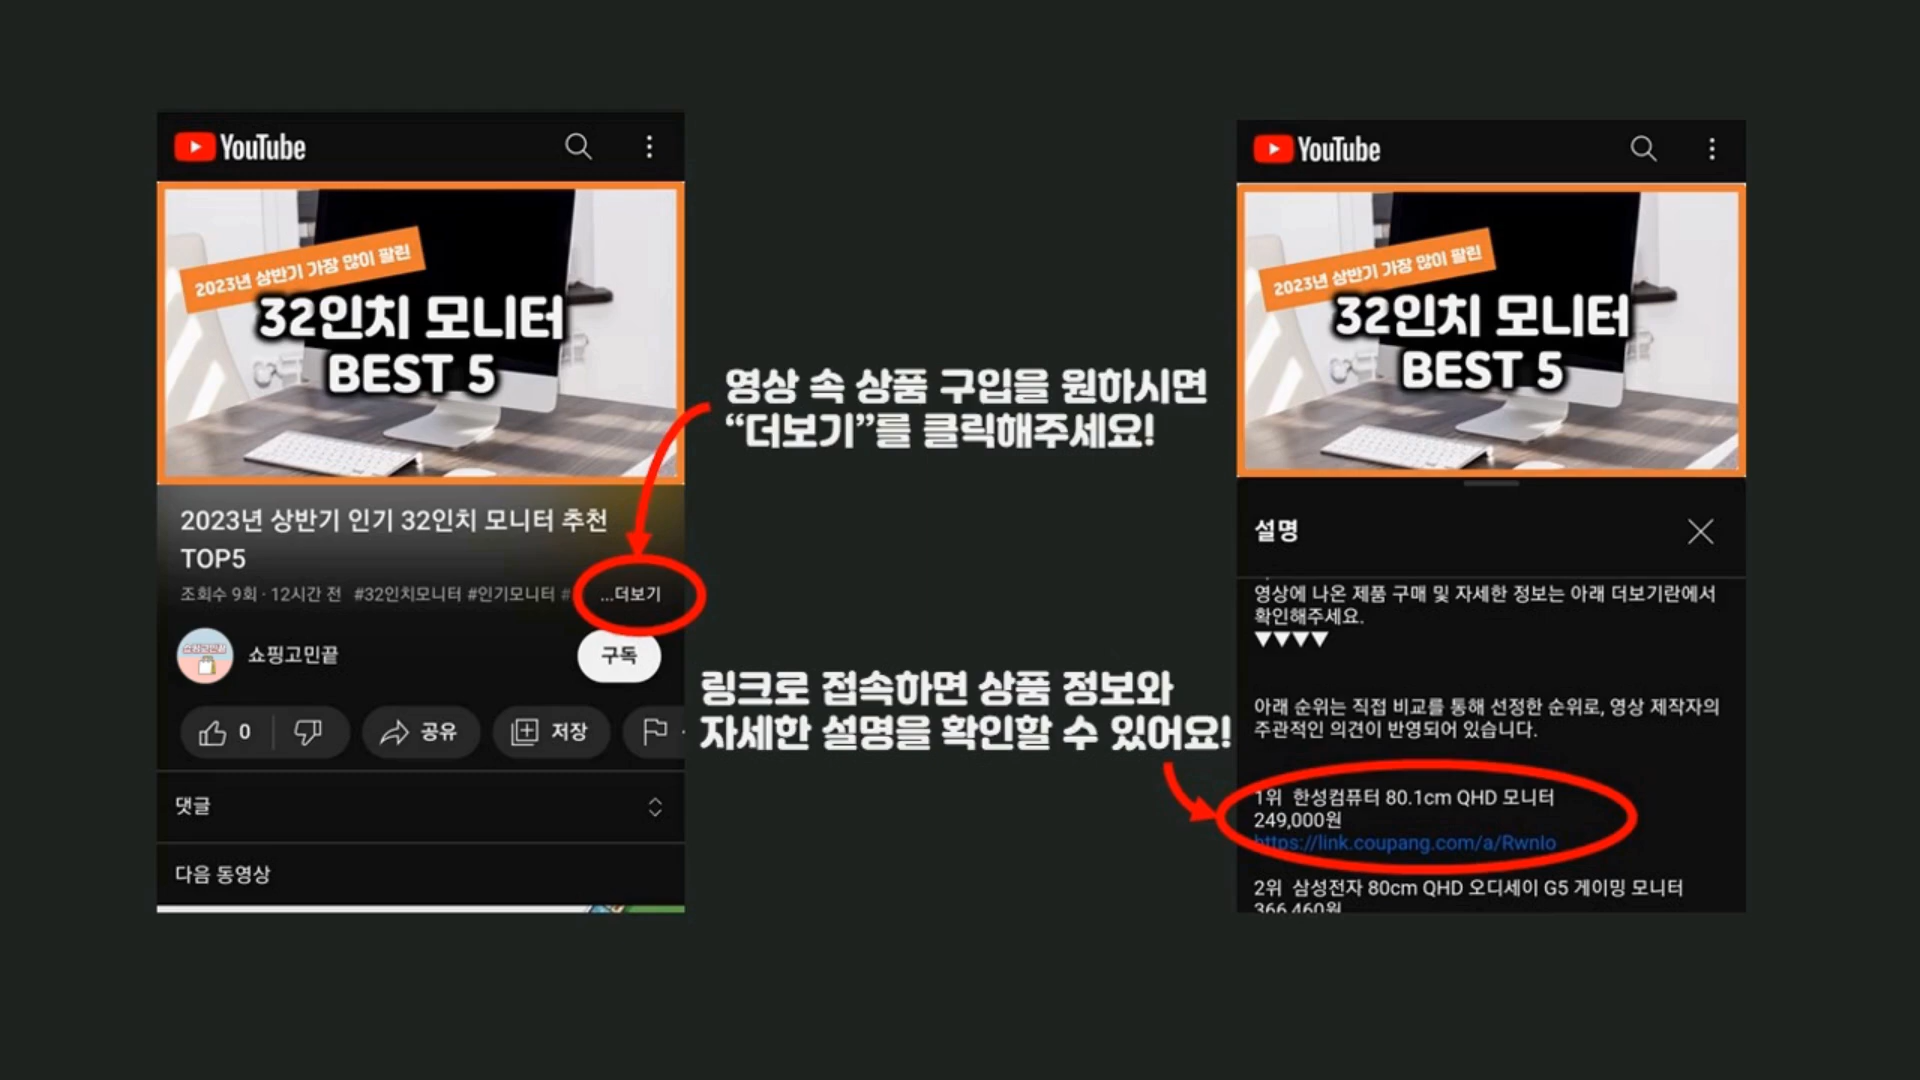 YouTube
2023년 상반기 가장 많이 팔린
32인치 모니터
BEST 5
2023년 상반기 인기 32인치 모니터 추천
TOP5
조회수 9회 · 12시간 전 #32인치모니터 #인기모니터 # ...더보기
쇼핑고민끝
쇼핑고민끝
구독
0
공유
저장
댓글
다음 동영상
영상 속 상품 구입을 원하시면
“더보기”를 클릭해주세요!
링크로 접속하면 상품 정보와
자세한 설명을 확인할 수 있어요!
YouTube
2023년 상반기 가장 많이 팔린
32인치 모니터
BEST 5
설명
영상에 나온 제품 구매 및 자세한 정보는 아래 더보기란에서
확인해주세요.
▼▼▼▼
아래 순위는 직접 비교를 통해 선정한 순위로, 영상 제작자의
주관적인 의견이 반영되어 있습니다.
1위 한성컴퓨터 80.1cm QHD 모니터
249,000원
https://link.coupang.com/a/RwnIo
2위 삼성전자 80cm QHD 오디세이 G5 게이밍 모니터
366,460원